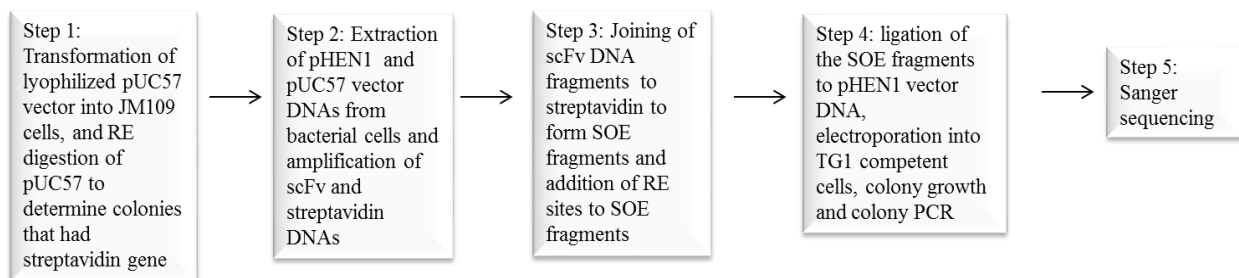 Step 1:
Transformation of
lyophilized pUC57
vector into JM109
cells, and RE
digestion of
pUC57 to
determine colonies
that had
streptavidin gene
Step 2: Extraction
of pHEN1 and
pUC57 vector
DNAs from
bacterial cells and
amplification of
scFv and
streptavidin
DNAs
Step 3: Joining of
scFv DNA
fragments to
streptavidin to
form SOE
fragments and
addition of RE
sites to SOE
fragments
Step 4: ligation of
the SOE fragments
to pHEN1 vector
DNA,
electroporation into
TG1 competent
cells, colony growth
and colony PCR
Step 5:
Sanger
sequencing